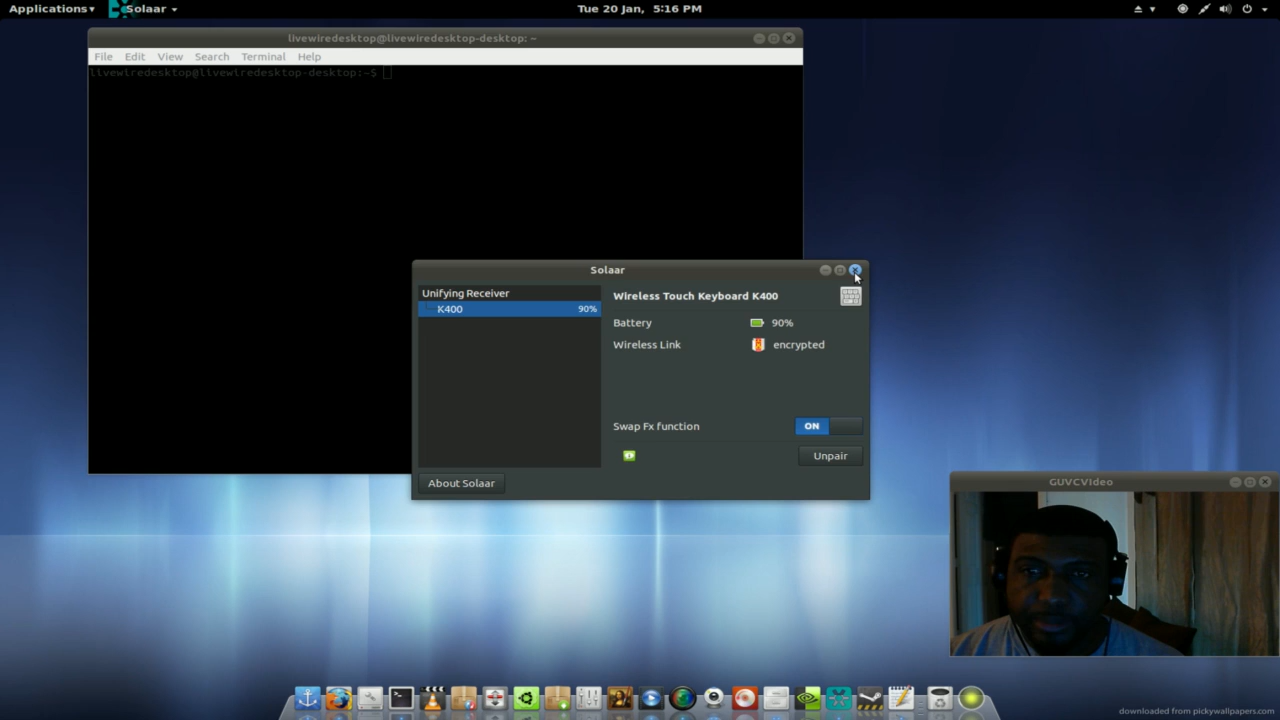 Applications▾ Solaar ▾ Tue 20 Jan, 5:16 PM
livewiredesktop@livewiredesktop-desktop: ~
File Edit View Search Terminal Help
livewiredesktop@livewiredesktop-desktop:~$
Solaar
Unifying Receiver
K400 90%
Wireless Touch Keyboard K400
Battery 90%
Wireless Link encrypted
Swap Fx function ON
Unpair
About Solaar
GUVCVideo
downloaded from pickywallpapers.com